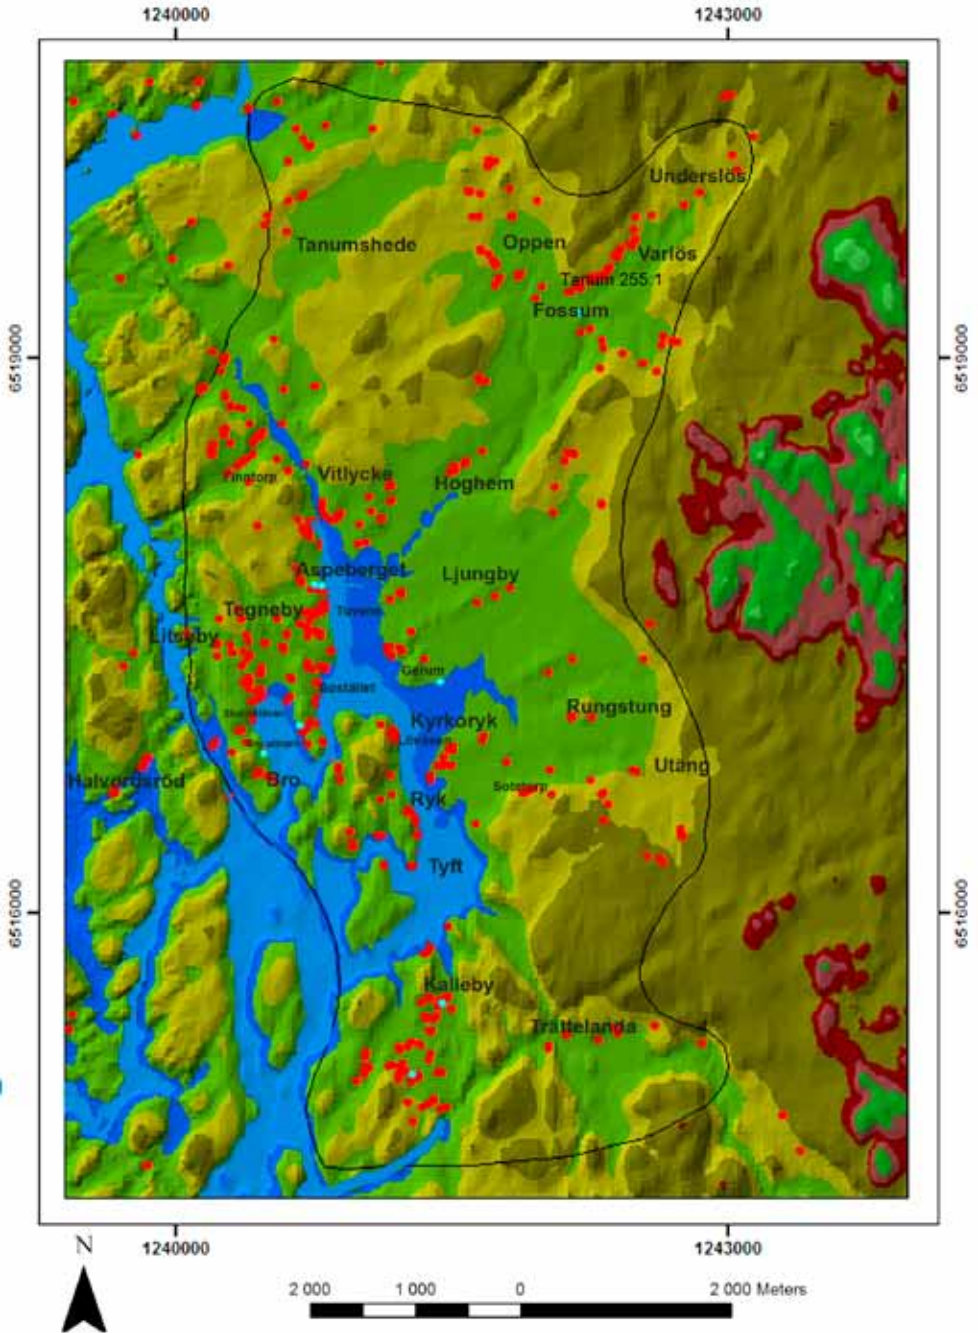 1240000 1243000
Underslös
Tanumshede
Oppen
Varlös
Tanum 255:1
Fossum
6519000 6519000
Vitlycke
Hoghem
Aspeberget
Ljungby
Tegneby
Litsleby
Gerum
Rungstung
Kyrkoryk
Utäng
Halvordsröd
Bro
Ryk
Tyft
6516000 6516000
Kalleby
Trättelanda
1240000 1243000
N
2 000 1 000 0 2 000 Meters